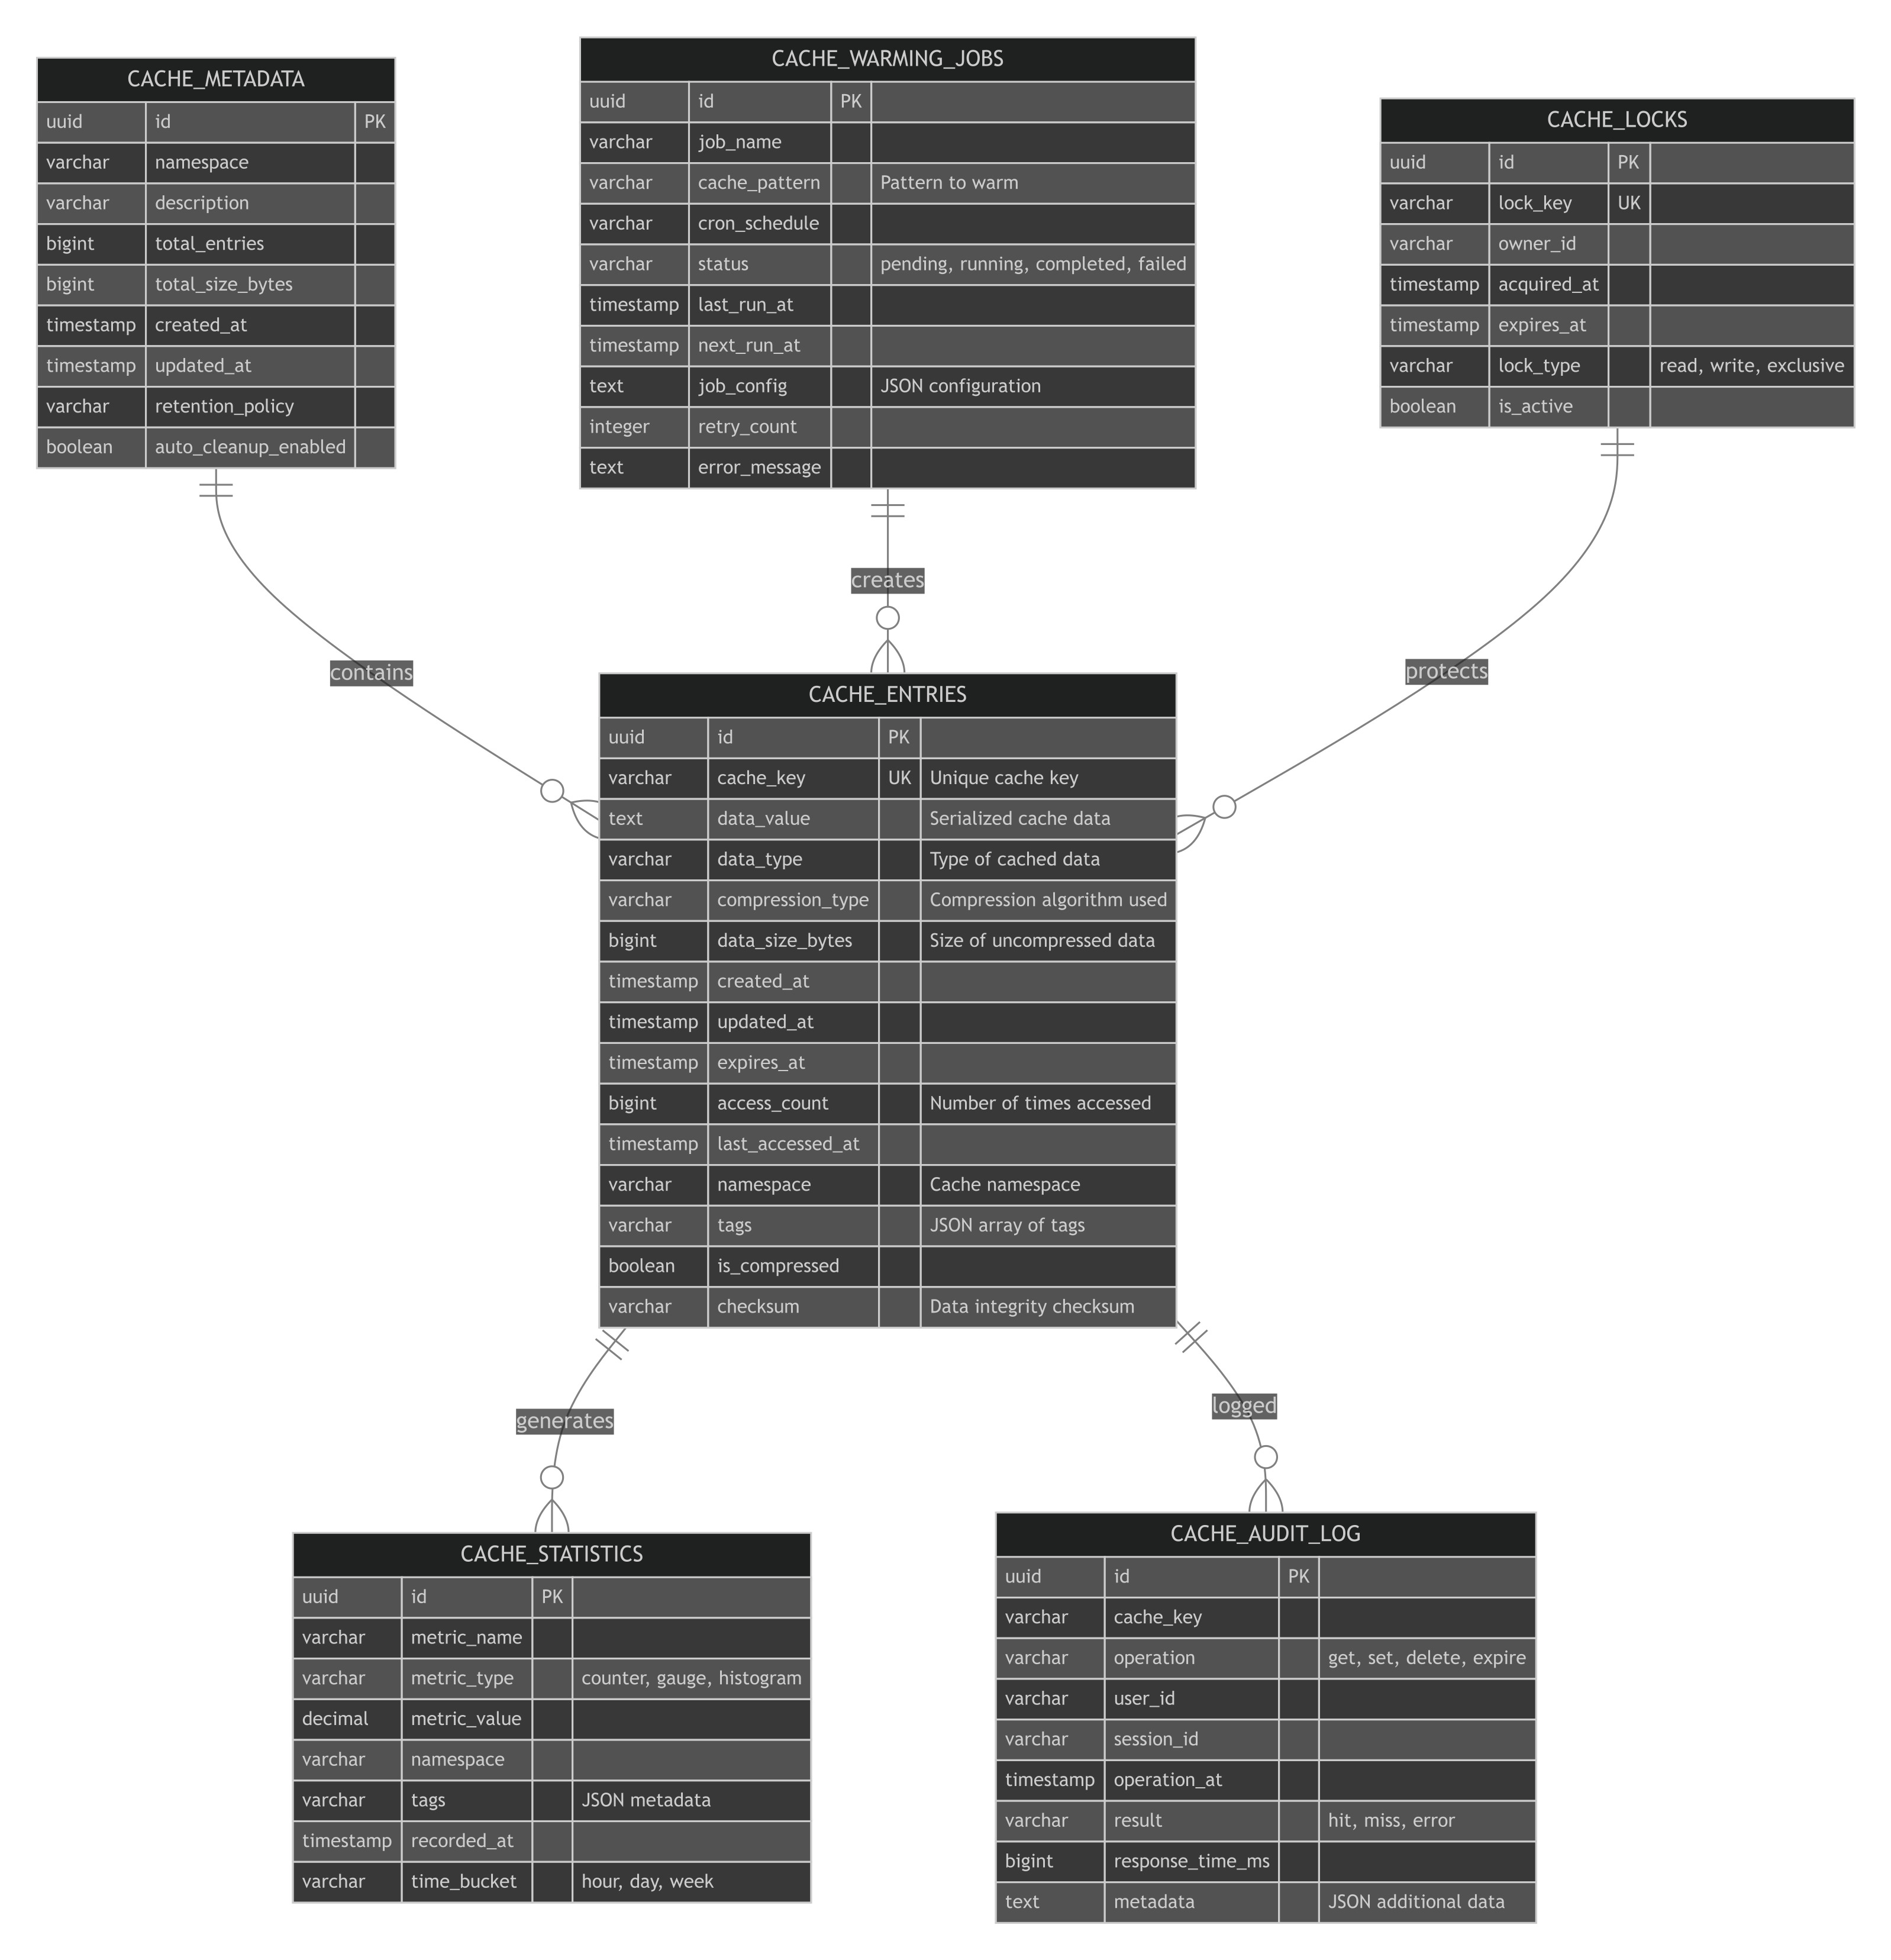 CACHE_METADATA
uuid id PK
varchar namespace
varchar description
bigint total_entries
bigint total_size_bytes
timestamp created_at
timestamp updated_at
varchar retention_policy
boolean auto_cleanup_enabled
CACHE_WARMING_JOBS
uuid id PK
varchar job_name
varchar cache_pattern Pattern to warm
varchar cron_schedule
varchar status pending, running, completed, failed
timestamp last_run_at
timestamp next_run_at
text job_config JSON configuration
integer retry_count
text error_message
CACHE_LOCKS
uuid id PK
varchar lock_key UK
varchar owner_id
timestamp acquired_at
timestamp expires_at
varchar lock_type read, write, exclusive
boolean is_active
contains
creates
protects
CACHE_ENTRIES
uuid id PK
varchar cache_key UK Unique cache key
text data_value Serialized cache data
varchar data_type Type of cached data
varchar compression_type Compression algorithm used
bigint data_size_bytes Size of uncompressed data
timestamp created_at
timestamp updated_at
timestamp expires_at
bigint access_count Number of times accessed
timestamp last_accessed_at
varchar namespace Cache namespace
varchar tags JSON array of tags
boolean is_compressed
varchar checksum Data integrity checksum
generates
logged
CACHE_STATISTICS
uuid id PK
varchar metric_name
varchar metric_type counter, gauge, histogram
decimal metric_value
varchar namespace
varchar tags JSON metadata
timestamp recorded_at
varchar time_bucket hour, day, week
CACHE_AUDIT_LOG
uuid id PK
varchar cache_key
varchar operation get, set, delete, expire
varchar user_id
varchar session_id
timestamp operation_at
varchar result hit, miss, error
bigint response_time_ms
text metadata JSON additional data